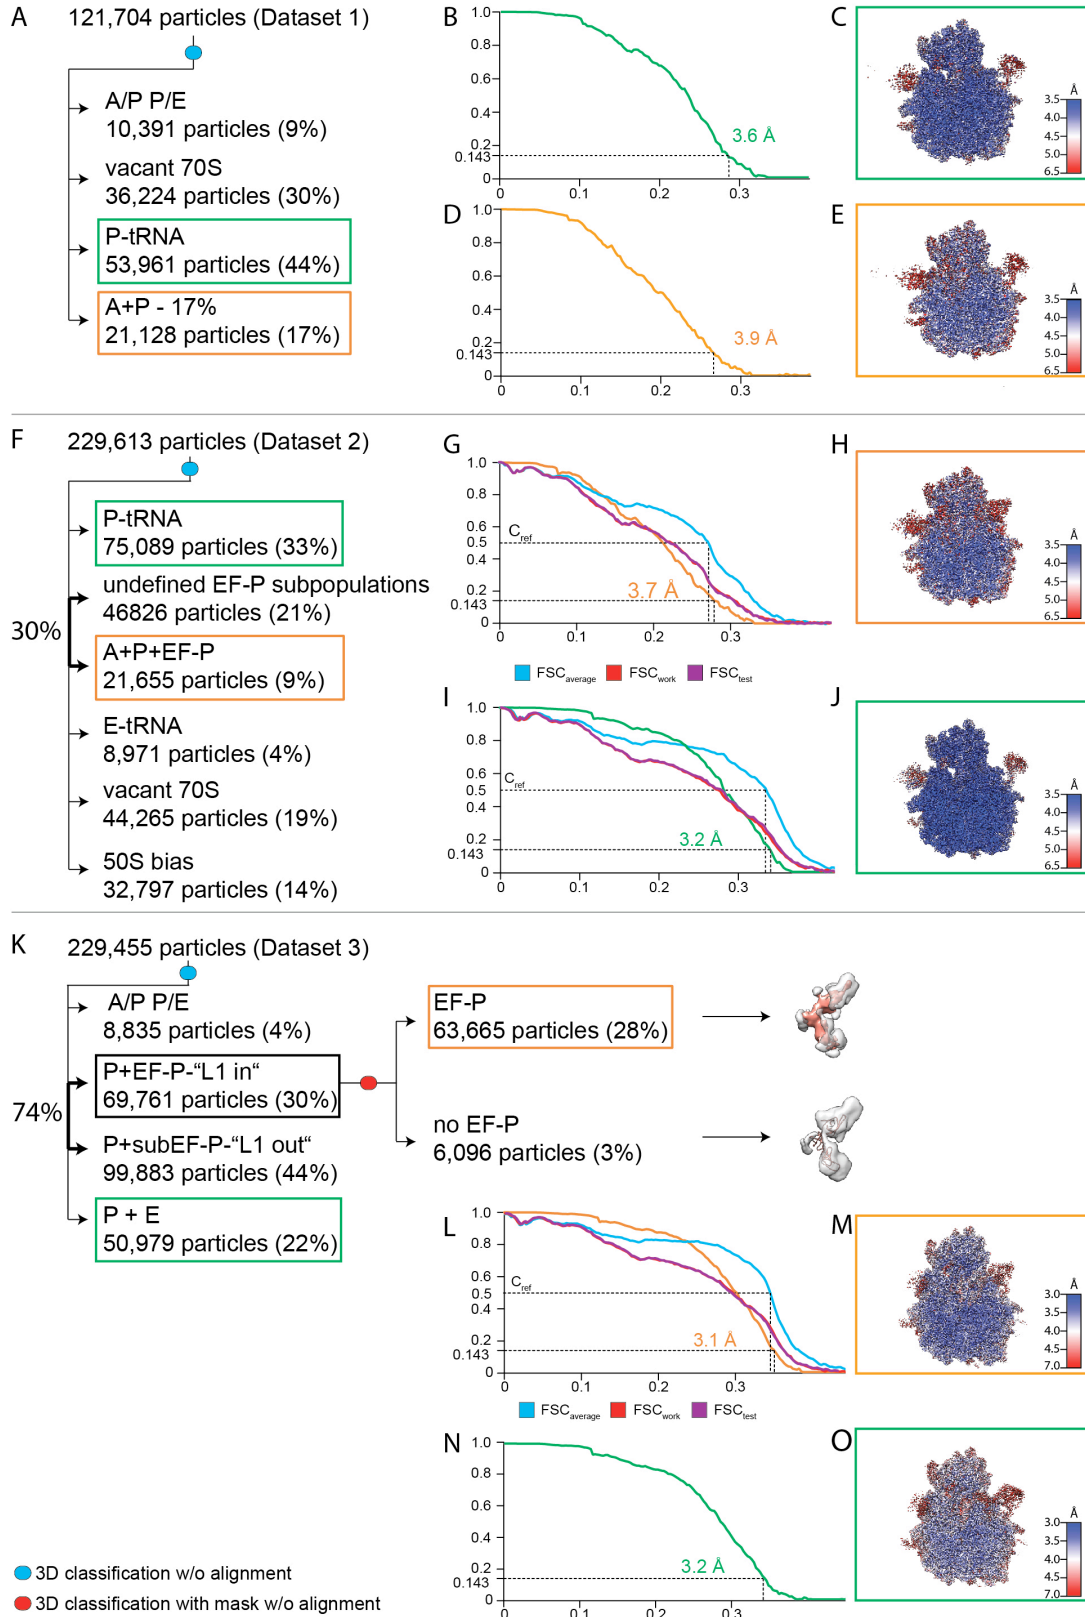 A
121,704 particles (Dataset 1)
A/P P/E
10,391 particles (9%)
vacant 70S
36,224 particles (30%)
P-tRNA
53,961 particles (44%)
A+P - 17%
21,128 particles (17%)
B
1.0
0.8
0.6
0.4
0.2
0.143
0
0 0.1 0.2 0.3
3.6 Å
C
Å
3.5
4.0
5.0
6.5
D
1.0
0.8
0.6
0.4
0.2
0.143
0
0 0.1 0.2 0.3
3.9 Å
E
Å
3.5
4.0
5.0
6.5
F
229,613 particles (Dataset 2)
P-tRNA
75,089 particles (33%)
undefined EF-P subpopulations
46826 particles (21%)
30%
A+P+EF-P
21,655 particles (9%)
E-tRNA
8,971 particles (4%)
vacant 70S
44,265 particles (19%)
50S bias
32,797 particles (14%)
G
1.0
0.8
0.6
Cref
0.5
0.4
0.2
0.143
0
0 0.1 0.2 0.3
3.7 Å
FSCaverage FSCwork FSCtest
H
Å
3.5
4.0
5.0
6.5
I
1.0
0.8
0.6
Cref
0.5
0.4
0.2
0.143
0
0 0.1 0.2 0.3
3.2 Å
J
Å
3.5
4.0
5.0
6.5
K
229,455 particles (Dataset 3)
A/P P/E
8,835 particles (4%)
P+EF-P-“L1 in“
69,761 particles (30%)
74%
P+subEF-P-“L1 out“
99,883 particles (44%)
P + E
50,979 particles (22%)
EF-P
63,665 particles (28%)
no EF-P
6,096 particles (3%)
L
1.0
0.8
0.6
Cref
0.5
0.4
0.2
0.143
0
0 0.1 0.2 0.3
3.1 Å
FSCaverage FSCwork FSCtest
M
Å
3.0
4.0
4.5
5.0
7.0
N
1.0
0.8
0.6
0.4
0.2
0.143
0
0 0.1 0.2 0.3
3.2 Å
O
Å
3.0
4.0
4.5
5.0
7.0
3D classification w/o alignment
3D classification with mask w/o alignment